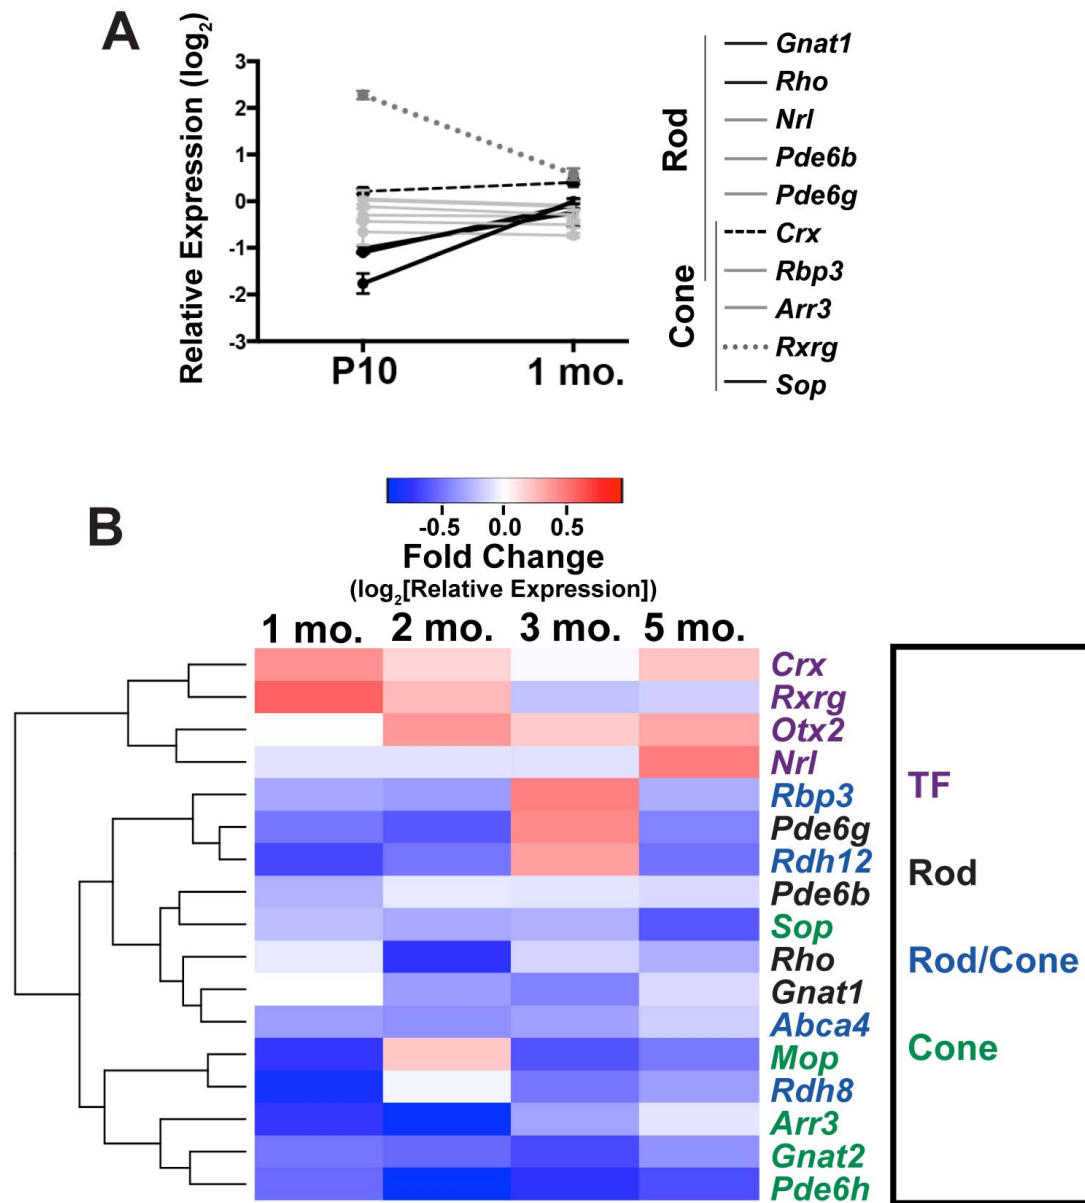 A
Relative Expression (log2)
3
2
1
0
-1
-2
-3
P10
1 mo.
Rod
Cone
Gnat1
Rho
Nrl
Pde6b
Pde6g
Crx
Rbp3
Arr3
Rxrg
Sop
B
-0.5 0.0 0.5
Fold Change
(log2[Relative Expression])
1 mo. 2 mo. 3 mo. 5 mo.
Crx
Rxrg
Otx2
Nrl
Rbp3
Pde6g
Rdh12
Pde6b
Sop
Rho
Gnat1
Abca4
Mop
Rdh8
Arr3
Gnat2
Pde6h
TF
Rod
Rod/Cone
Cone